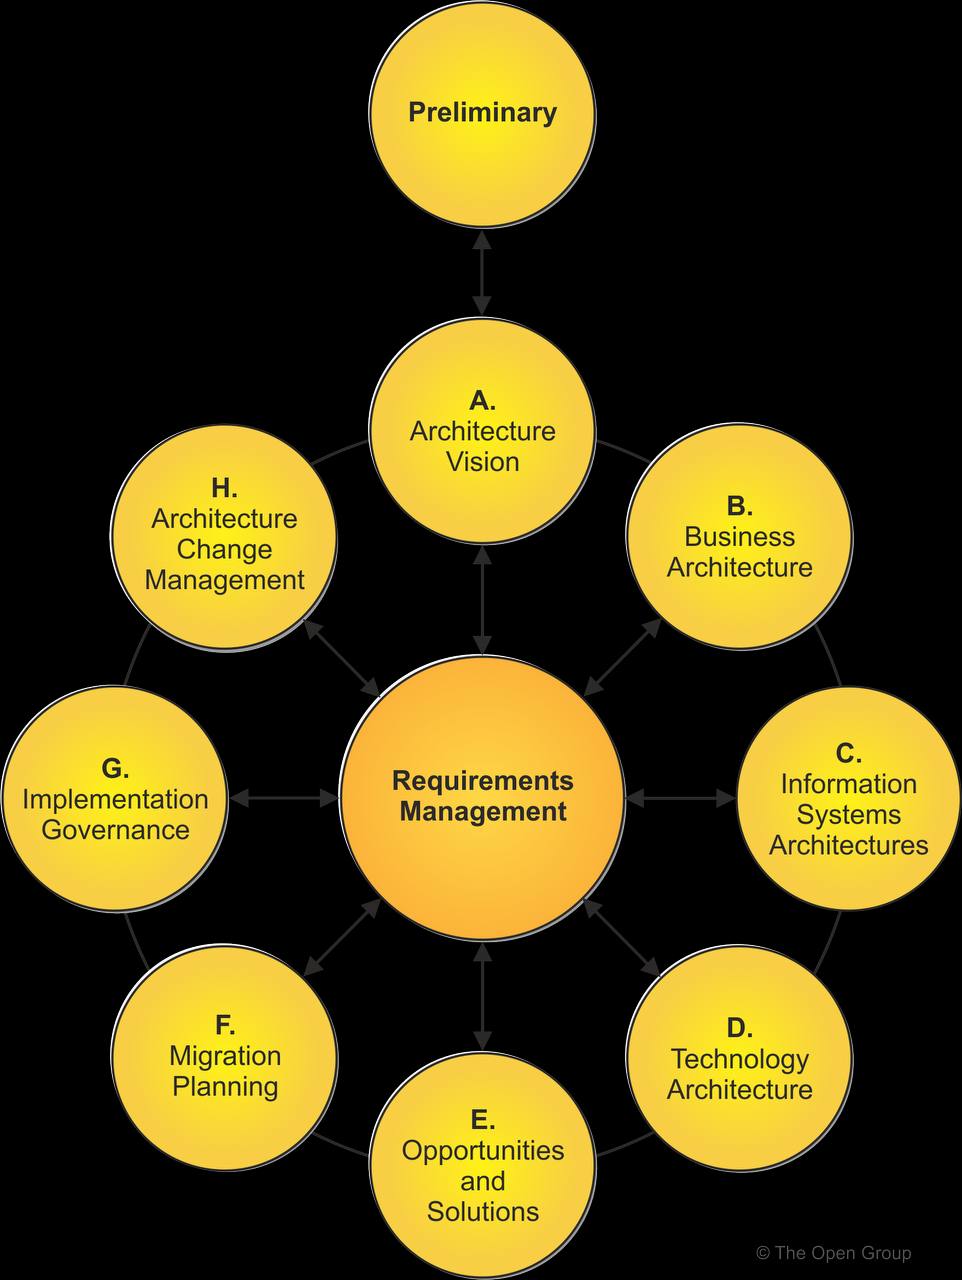 Preliminary
A.
Architecture
Vision
B.
Business
Architecture
C.
Information
Systems
Architectures
D.
Technology
Architecture
E.
Opportunities
and
Solutions
F.
Migration
Planning
G.
Implementation
Governance
H.
Architecture
Change
Management
Requirements
Management
© The Open Group